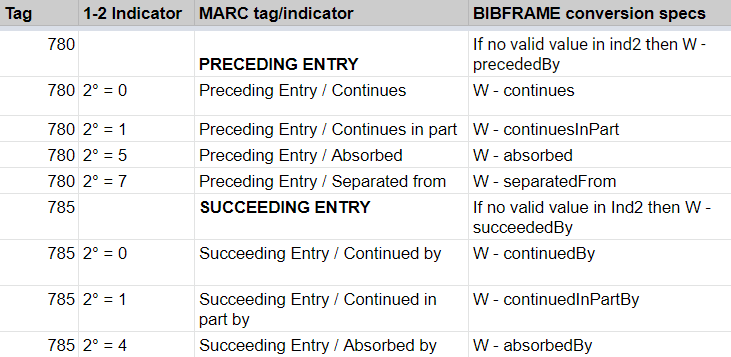 Tag 1-2 Indicator MARC tag/indicator BIBFRAME conversion specs
780 PRECEDING ENTRY If no valid value in ind2 then W -
precededBy
780 2° = 0 Preceding Entry / Continues W - continues
780 2° = 1 Preceding Entry / Continues in part W - continuesInPart
780 2° = 5 Preceding Entry / Absorbed W - absorbed
780 2° = 7 Preceding Entry / Separated from W - separatedFrom
785 SUCCEEDING ENTRY If no valid value in Ind2 then W -
succeededBy
785 2° = 0 Succeeding Entry / Continued by W - continuedBy
785 2° = 1 Succeeding Entry / Continued in W - continuedInPartBy
part by
785 2° = 4 Succeeding Entry / Absorbed by W - absorbedBy